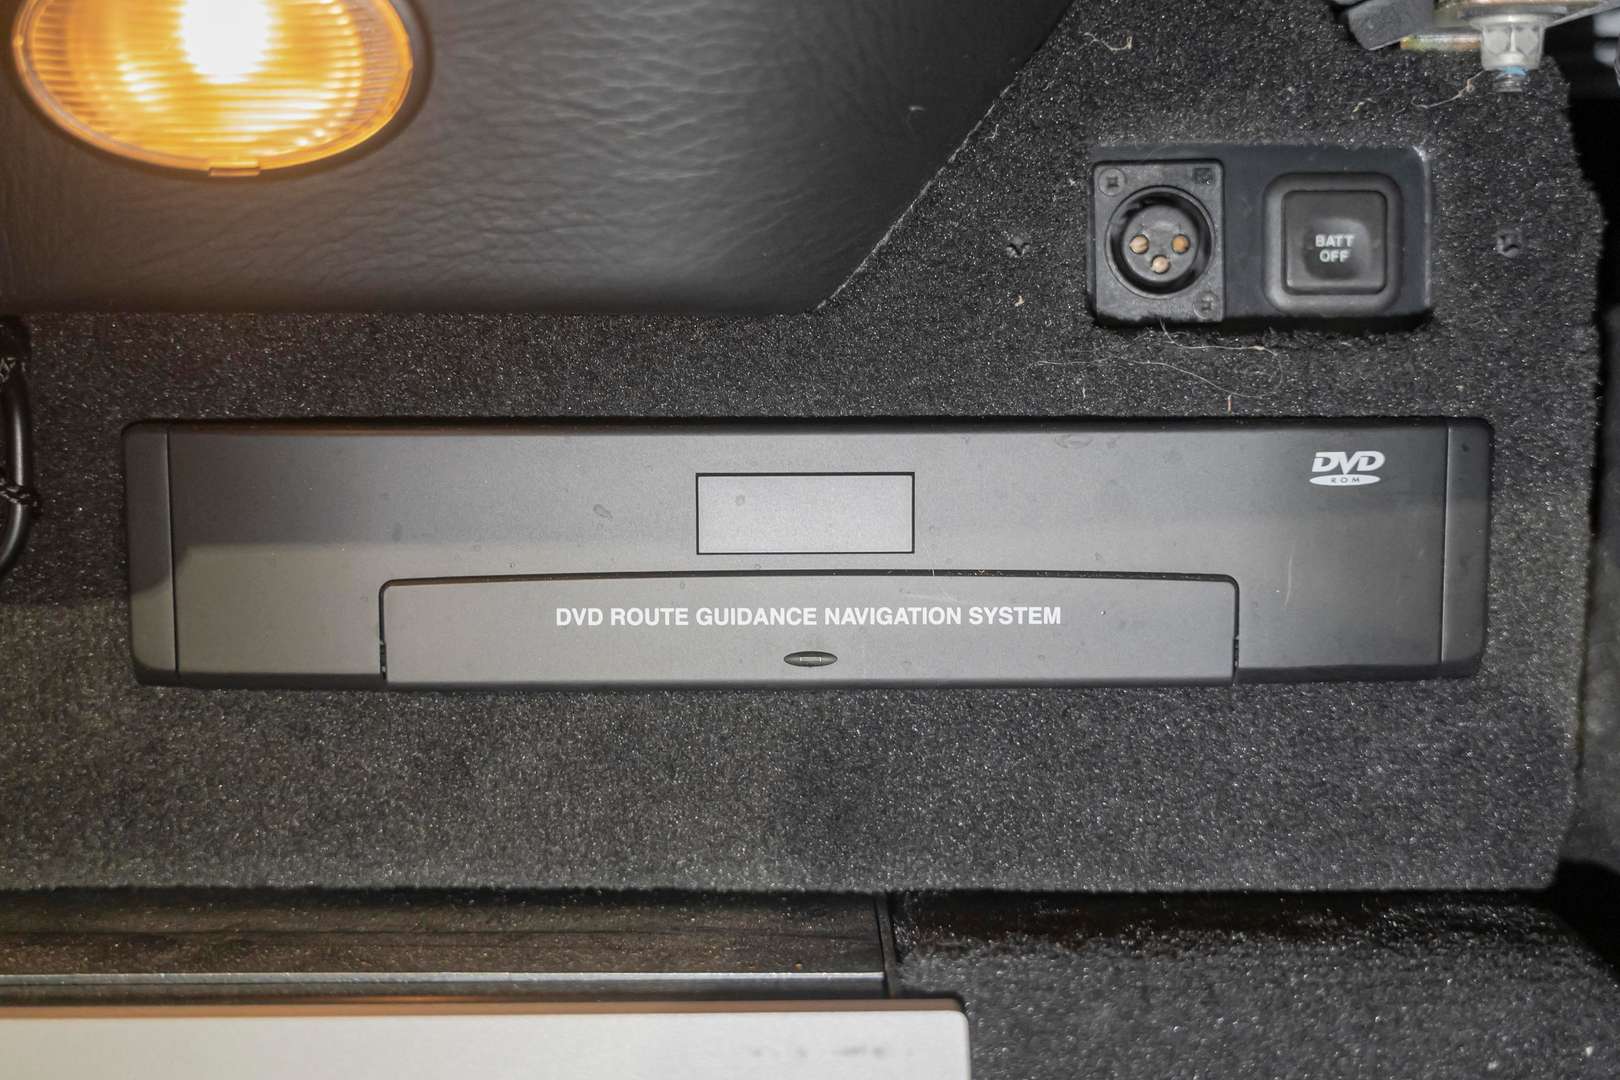 BATT
OFF
DVD
ROM
DVD ROUTE GUIDANCE NAVIGATION SYSTEM